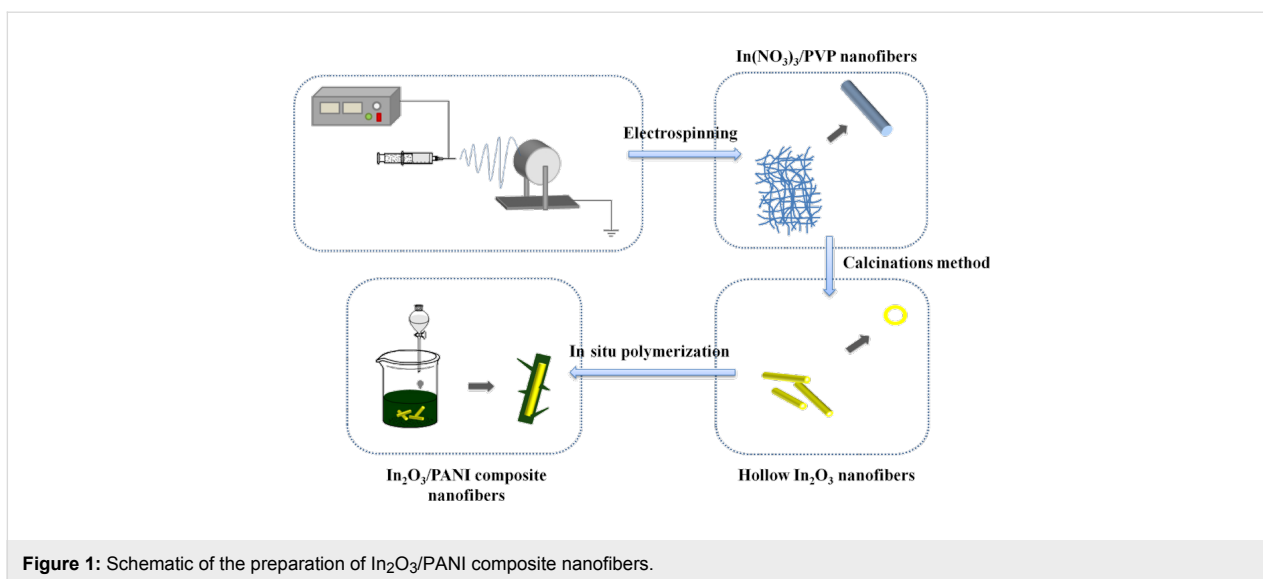 In(NO₃)₃/PVP nanofibers
Electrospinning
Calcinations method
In situ polymerization
In₂O₃/PANI composite
nanofibers
Hollow In₂O₃ nanofibers
Figure 1: Schematic of the preparation of In₂O₃/PANI composite nanofibers.